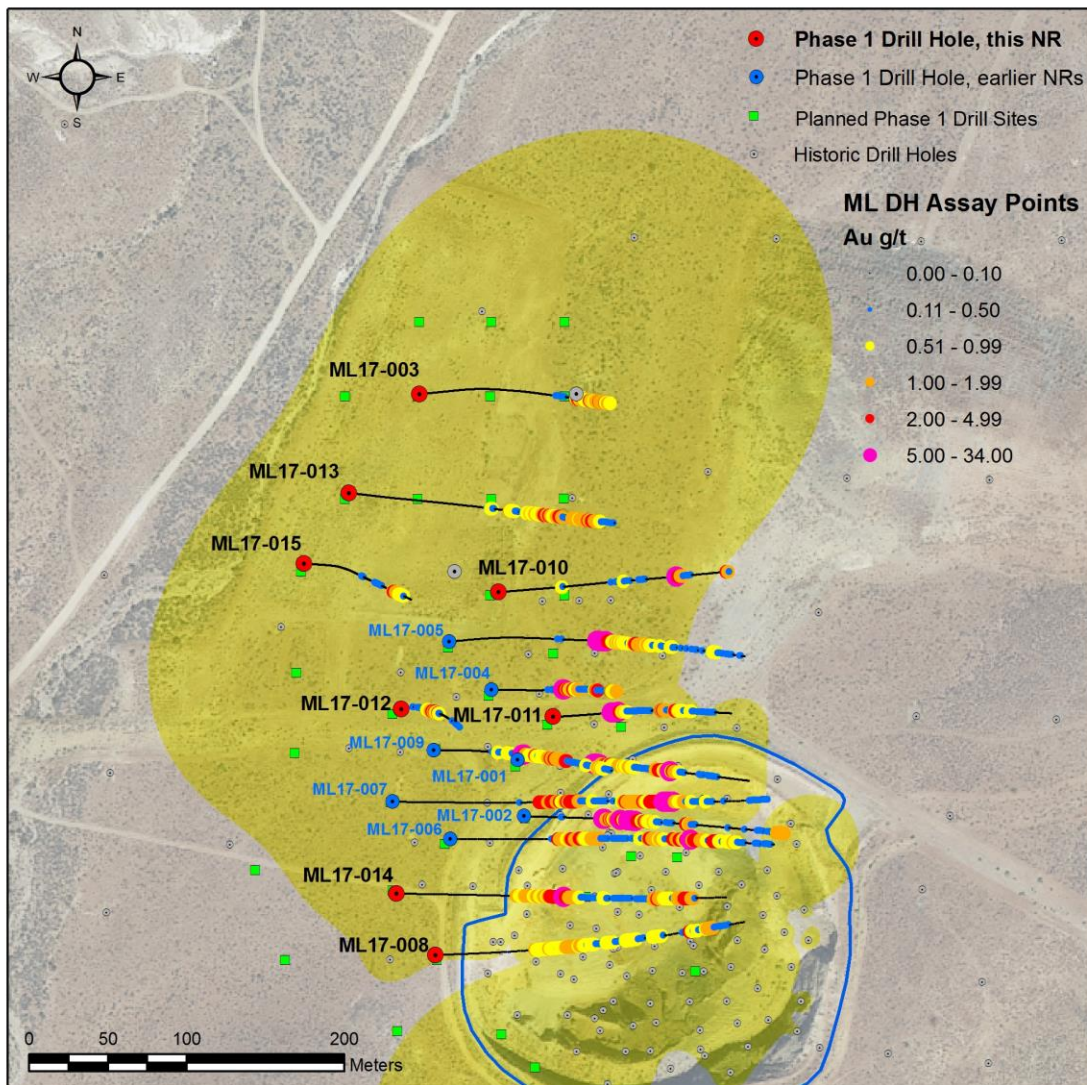 N
W E
S
Phase 1 Drill Hole, this NR
Phase 1 Drill Hole, earlier NRs
Planned Phase 1 Drill Sites
Historic Drill Holes
ML DH Assay Points
Au g/t
0.00 - 0.10
0.11 - 0.50
0.51 - 0.99
1.00 - 1.99
2.00 - 4.99
5.00 - 34.00
ML17-003
ML17-013
ML17-015
ML17-010
ML17-005
ML17-004
ML17-012
ML17-011
ML17-009
ML17-001
ML17-007
ML17-002
ML17-006
ML17-014
ML17-008
0 50 100 200
Meters